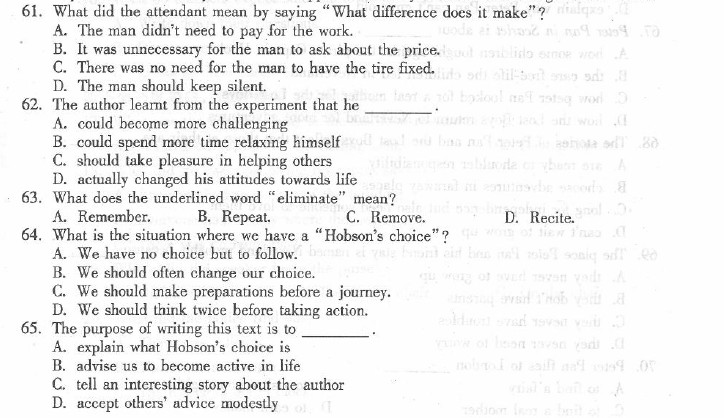 61. What did the attendant mean by saying “What difference does it make”?
A. The man didn’t need to pay for the work.
B. It was unnecessary for the man to ask about the price.
C. There was no need for the man to have the tire fixed.
D. The man should keep silent.
62. The author learnt from the experiment that he ________.
A. could become more challenging
B. could spend more time relaxing himself
C. should take pleasure in helping others
D. actually changed his attitudes towards life
63. What does the underlined word “eliminate” mean?
A. Remember. B. Repeat. C. Remove. D. Recite.
64. What is the situation where we have a “Hobson’s choice”?
A. We have no choice but to follow.
B. We should often change our choice.
C. We should make preparations before a journey.
D. We should think twice before taking action.
65. The purpose of writing this text is to ________.
A. explain what Hobson’s choice is
B. advise us to become active in life
C. tell an interesting story about the author
D. accept others’ advice modestly